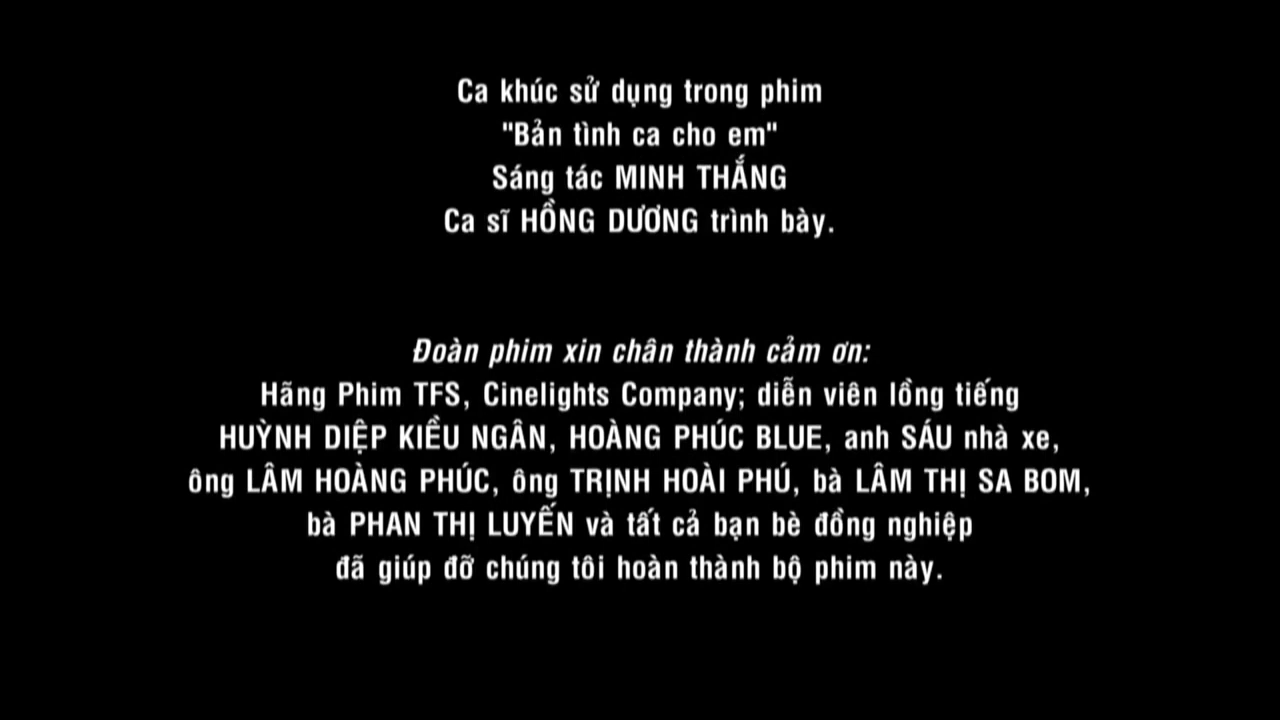 Ca khúc sử dụng trong phim
"Bản tình ca cho em"
Sáng tác MINH THẮNG
Ca sĩ HỒNG DƯƠNG trình bày.
Đoàn phim xin chân thành cảm ơn:
Hãng Phim TFS, Cinelights Company; diễn viên lồng tiếng
HUỲNH DIỆP KIỀU NGÂN, HOÀNG PHÚC BLUE, anh SÁU nhà xe,
ông LÂM HOÀNG PHÚC, ông TRỊNH HOÀI PHÚ, bà LÂM THỊ SA BOM,
bà PHAN THỊ LUYẾN và tất cả bạn bè đồng nghiệp
đã giúp đỡ chúng tôi hoàn thành bộ phim này.